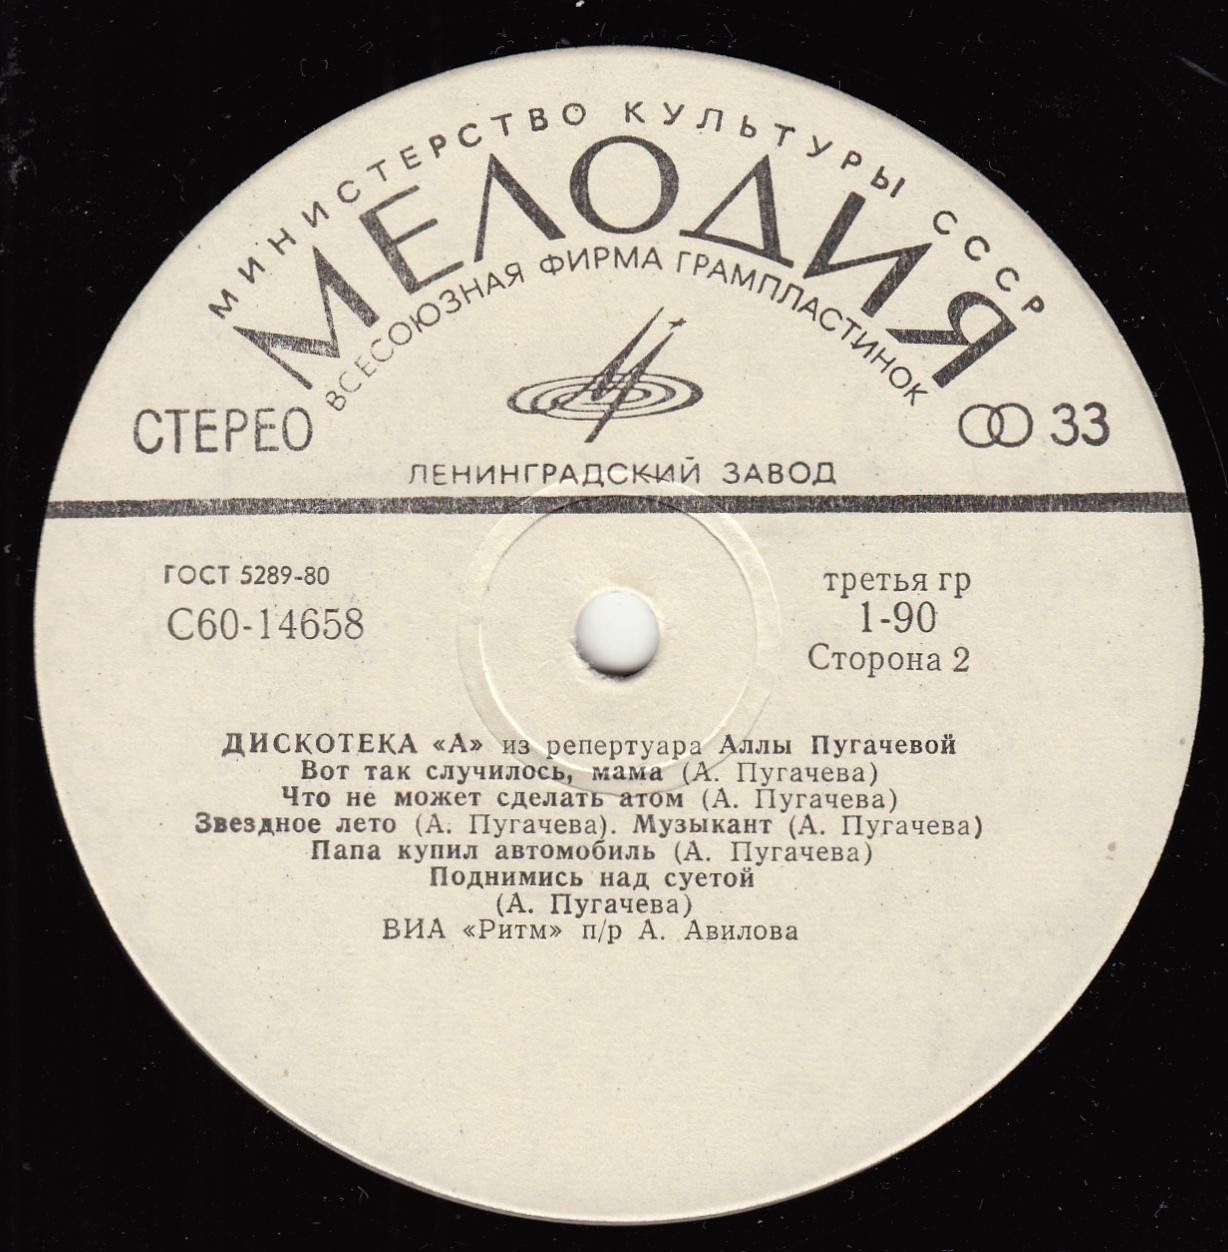 МИНИСТЕРСТВО КУЛЬТУРЫ СССР
МЕЛОДИЯ
ВСЕСОЮЗНАЯ ФИРМА ГРАМПЛАСТИНОК
СТЕРЕО
33
ЛЕНИНГРАДСКИЙ ЗАВОД
ГОСТ 5289-80
С60-14658
третья гр
1-90
Сторона 2
ДИСКОТЕКА «А» из репертуара Аллы Пугачевой
Вот так случилось, мама (А. Пугачева)
Что не может сделать атом (А. Пугачева)
Звездное лето (А. Пугачева). Музыкант (А. Пугачева)
Папа купил автомобиль (А. Пугачева)
Поднимись над суетой
(А. Пугачева)
ВИА «Ритм» п/р А. Авилова